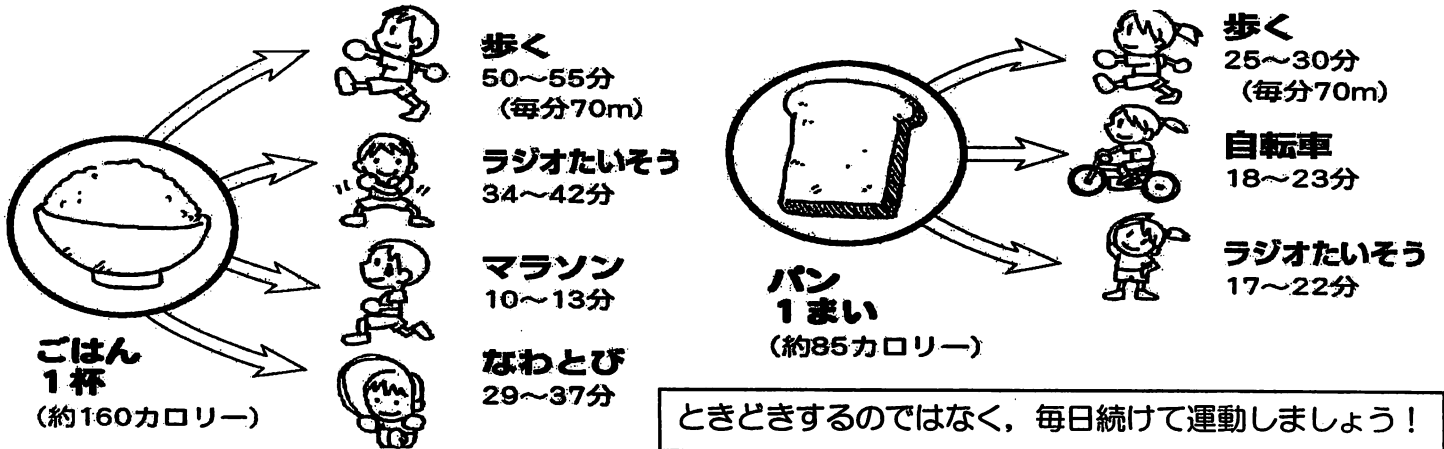 歩く
50〜55分
(毎分70m)
ラジオたいそう
34〜42分
マラソン
10〜13分
なわとび
29〜37分
ごはん
1杯
(約160カロリー)
歩く
25〜30分
(毎分70m)
自転車
18〜23分
ラジオたいそう
17〜22分
パン
1まい
(約85カロリー)
ときどきするのではなく，毎日続けて運動しましょう！